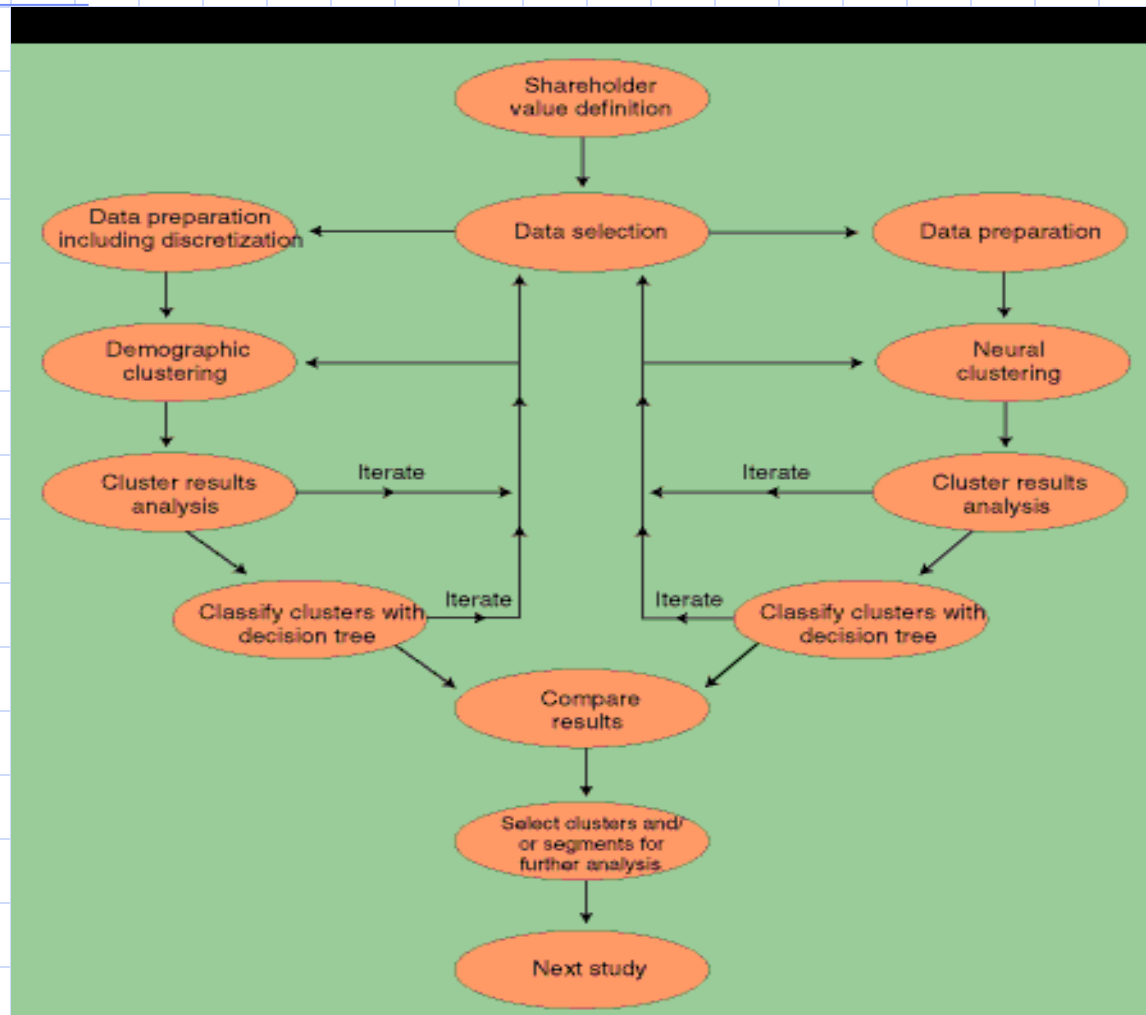 Shareholder
value definition
Data preparation
including discretization
Data selection
Data preparation
Demographic
clustering
Neural
clustering
Cluster results
analysis
Iterate
Iterate
Cluster results
analysis
Classify clusters with
decision tree
Iterate
Iterate
Classify clusters with
decision tree
Compare
results
Select clusters and/
or segments for
further analysis
Next study